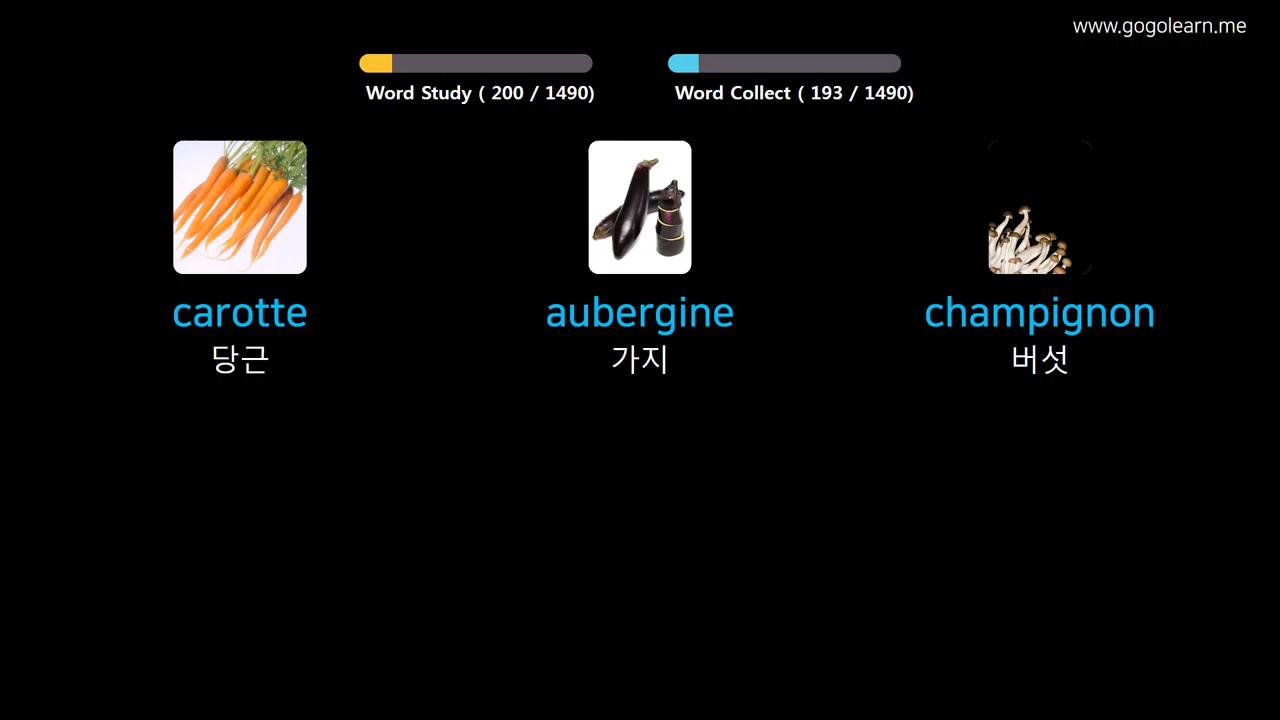 www.gogolearn.me
Word Study ( 200 / 1490)
Word Collect ( 193 / 1490)
carotte
당근
aubergine
가지
champignon
버섯